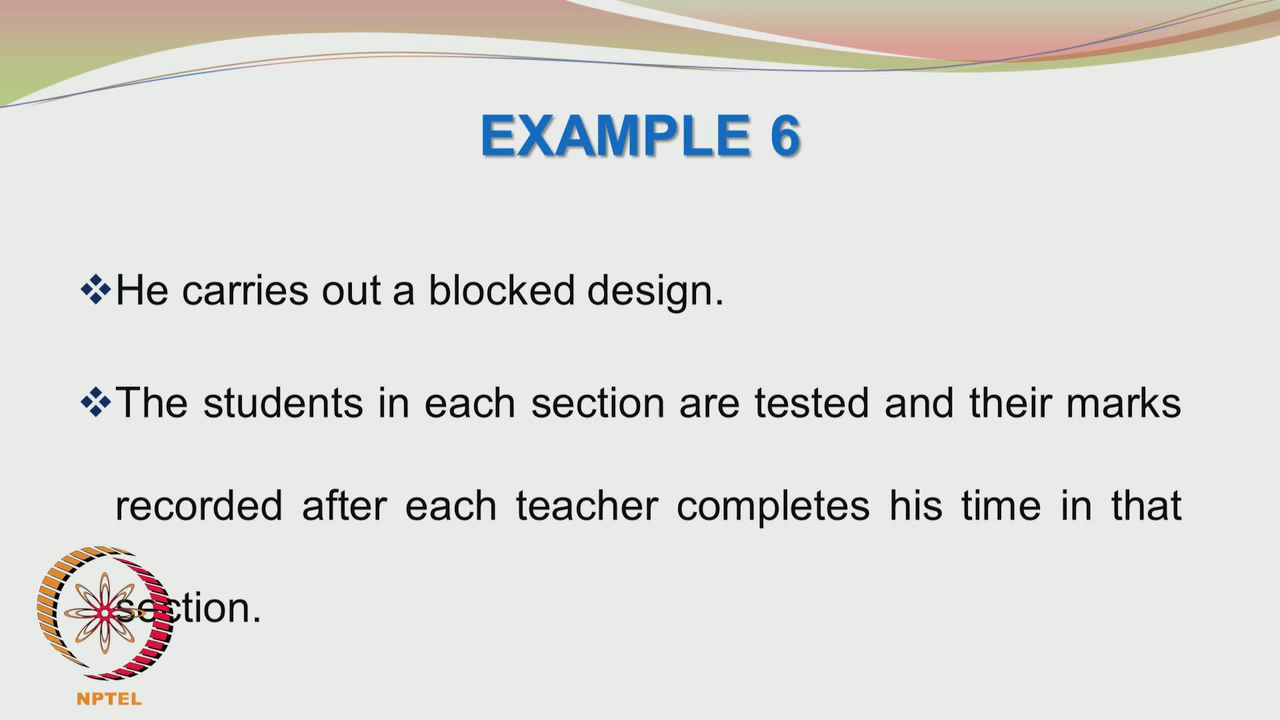 EXAMPLE 6
He carries out a blocked design.
The students in each section are tested and their marks
recorded after each teacher completes his time in that
section.
NPTEL